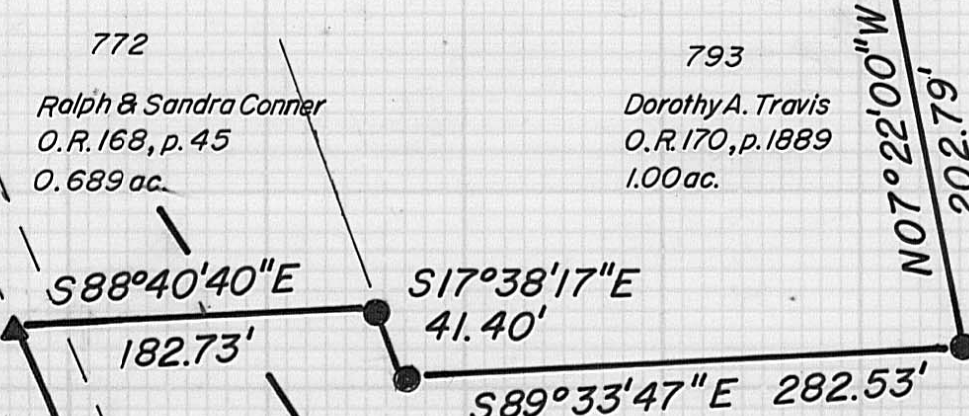 772
Ralph & Sandra Conner
O.R. 168, p. 45
0.689 ac.
793
Dorothy A. Travis
O.R. 170, p. 1889
1.00 ac.
N07°22'00"W
202.79'
S88°40'40"E
182.73'
S17°38'17"E
41.40'
S89°33'47"E 282.53'